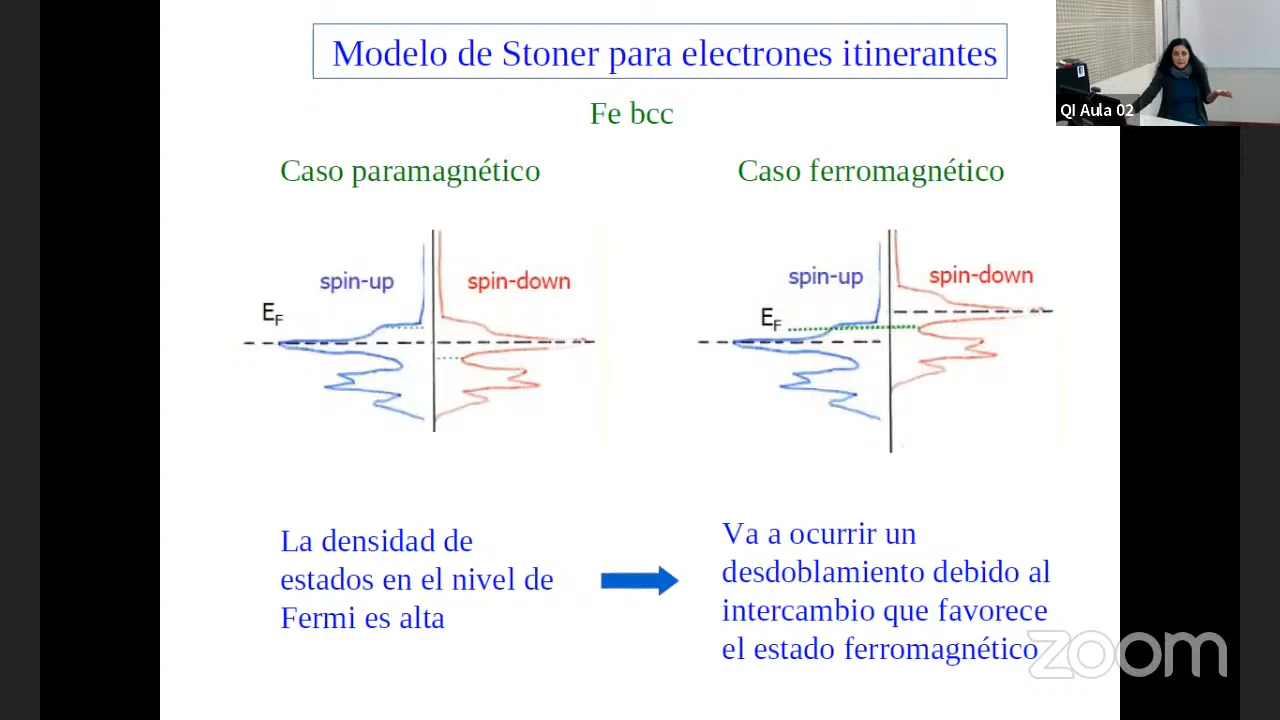 Modelo de Stoner para electrones itinerantes
QI Aula 02
Fe bcc
Caso paramagnético
Caso ferromagnético
spin-up
spin-down
EF
spin-up
spin-down
EF
La densidad de
estados en el nivel de
Fermi es alta
Va a ocurrir un
desdoblamiento debido al
intercambio que favorece
el estado ferromagnético
zoom